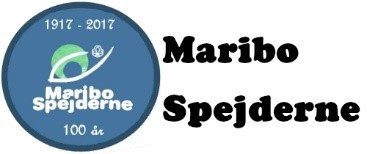 1917 - 2017
Maribo
Spejderne
100 år
Maribo
Spejderne